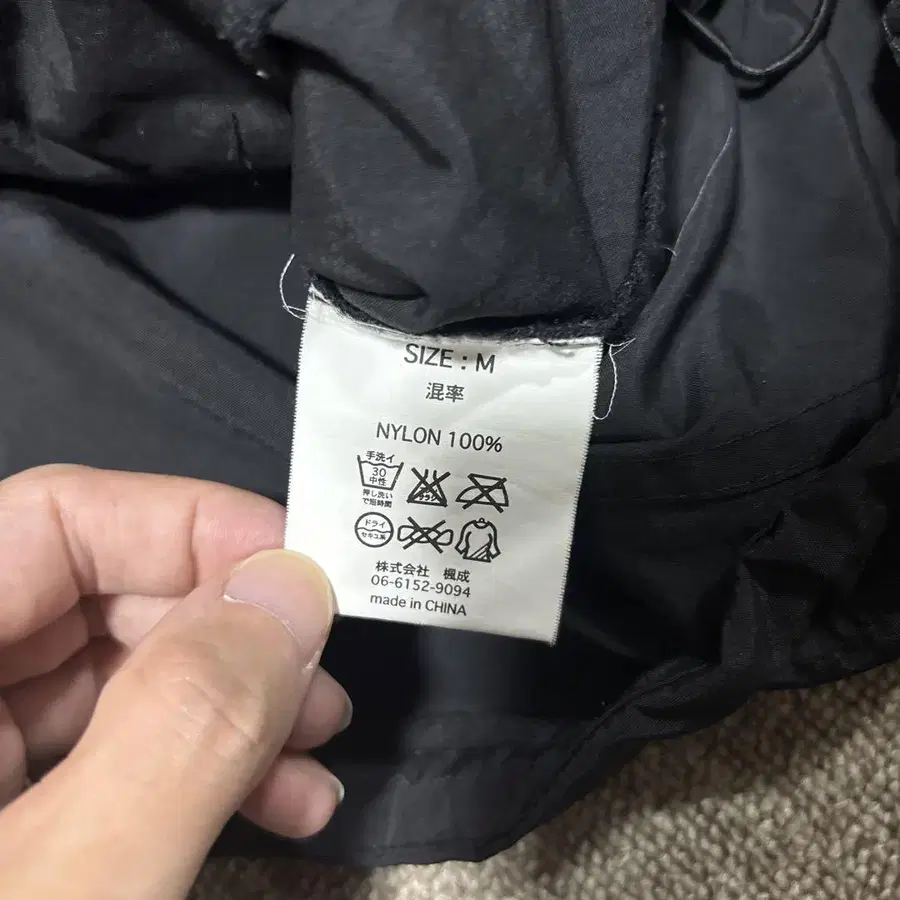 SIZE : M
混率
NYLON 100%
手洗イ
30
中性
押し洗い
で短時間
ドライ
セキユ系
株式会社 楓成
06-6152-9094
made in CHINA